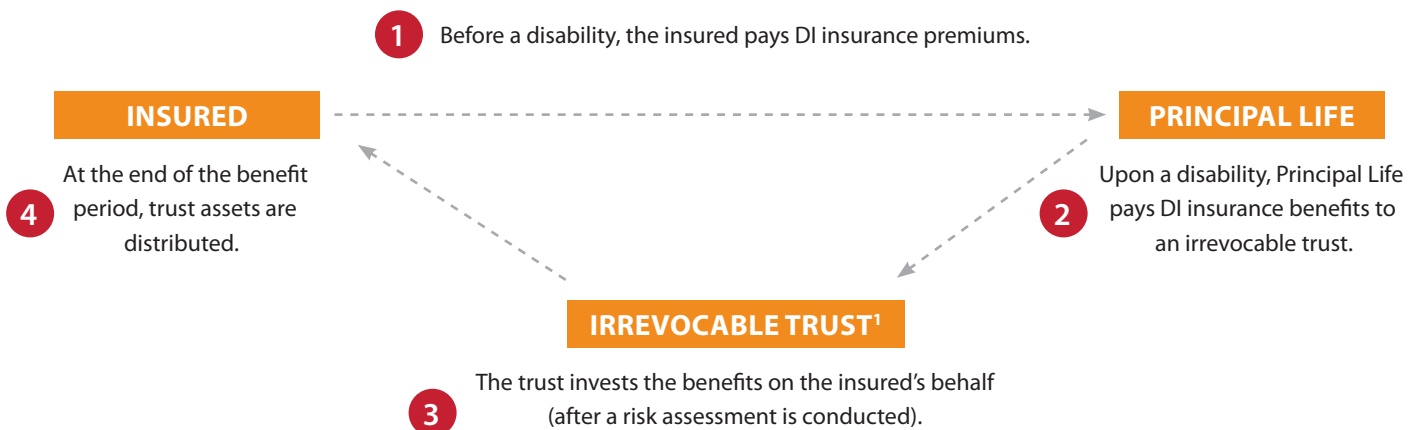 1 Before a disability, the insured pays DI insurance premiums.
INSURED
PRINCIPAL LIFE
4
At the end of the benefit
period, trust assets are
distributed.
2
Upon a disability, Principal Life
pays DI insurance benefits to
an irrevocable trust.
IRREVOCABLE TRUST¹
3
The trust invests the benefits on the insured’s behalf
(after a risk assessment is conducted).